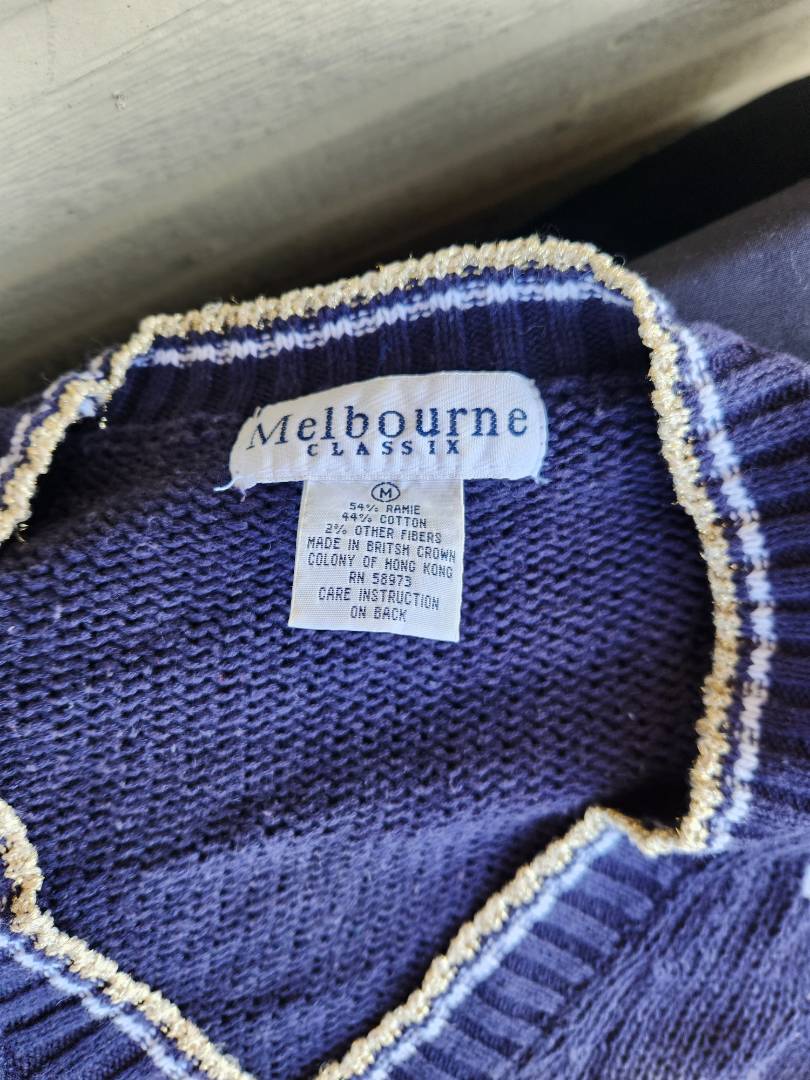 Melbourne
CLASSIX
M
54% RAMIE
44% COTTON
2% OTHER FIBERS
MADE IN BRITSH CROWN
COLONY OF HONG KONG
RN 58973
CARE INSTRUCTION
ON BACK